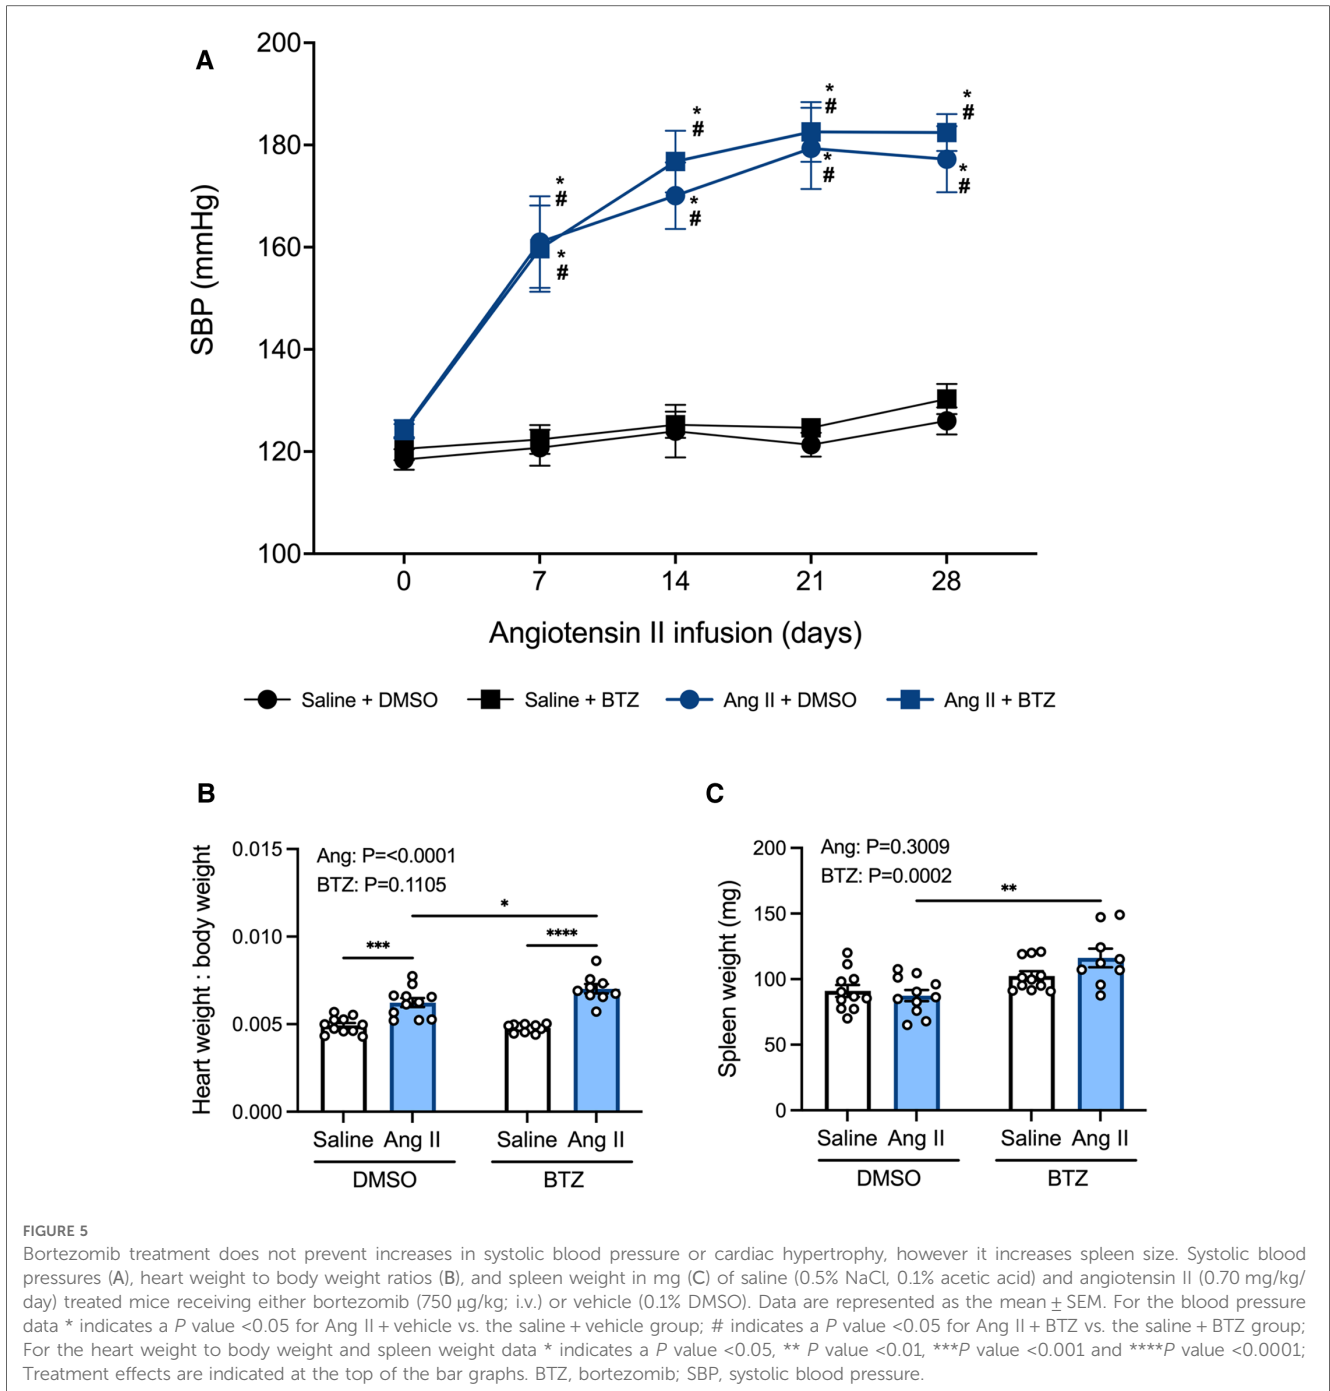 A
200
180
160
140
120
100
SBP (mmHg)
*
#
*
#
*
#
*
#
*
#
*
#
*
#
*
#
0 7 14 21 28
Angiotensin II infusion (days)
Saline + DMSO Saline + BTZ Ang II + DMSO Ang II + BTZ
B
Heart weight : body weight
0.015
0.010
0.005
0.000
Ang: P=<0.0001
BTZ: P=0.1105
*
***
****
Saline Ang II Saline Ang II
DMSO BTZ
C
Spleen weight (mg)
200
150
100
50
0
Ang: P=0.3009
BTZ: P=0.0002
**
Saline Ang II Saline Ang II
DMSO BTZ
FIGURE 5
Bortezomib treatment does not prevent increases in systolic blood pressure or cardiac hypertrophy, however it increases spleen size. Systolic blood
pressures (A), heart weight to body weight ratios (B), and spleen weight in mg (C) of saline (0.5% NaCl, 0.1% acetic acid) and angiotensin II (0.70 mg/kg/
day) treated mice receiving either bortezomib (750 μg/kg; i.v.) or vehicle (0.1% DMSO). Data are represented as the mean ± SEM. For the blood pressure
data * indicates a P value <0.05 for Ang II + vehicle vs. the saline + vehicle group; # indicates a P value <0.05 for Ang II + BTZ vs. the saline + BTZ group;
For the heart weight to body weight and spleen weight data * indicates a P value <0.05, ** P value <0.01, ***P value <0.001 and ****P value <0.0001;
Treatment effects are indicated at the top of the bar graphs. BTZ, bortezomib; SBP, systolic blood pressure.